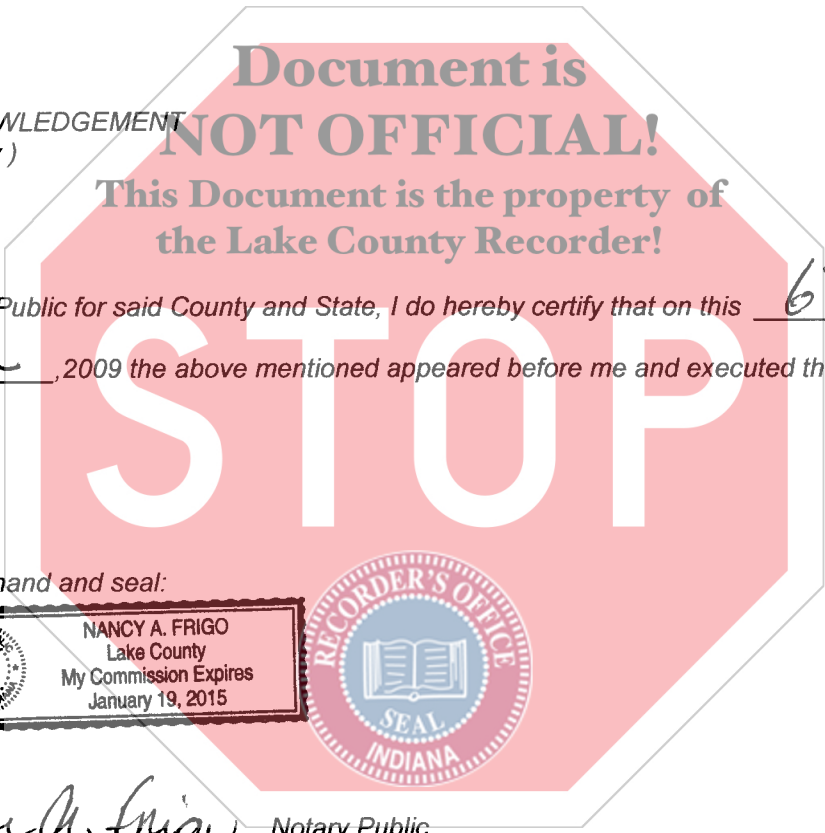 Document is
WLEDGEMENT
NOT OFFICIAL!
)
This Document is the property of
the Lake County Recorder!
Public for said County and State, I do hereby certify that on this 6
,2009 the above mentioned appeared before me and executed th
STOP
hand and seal:
NANCY A. FRIGO
Lake County
My Commission Expires
January 19, 2015
RECORDER'S OFFICE
SEAL
INDIANA
A. Frigo Notary Public